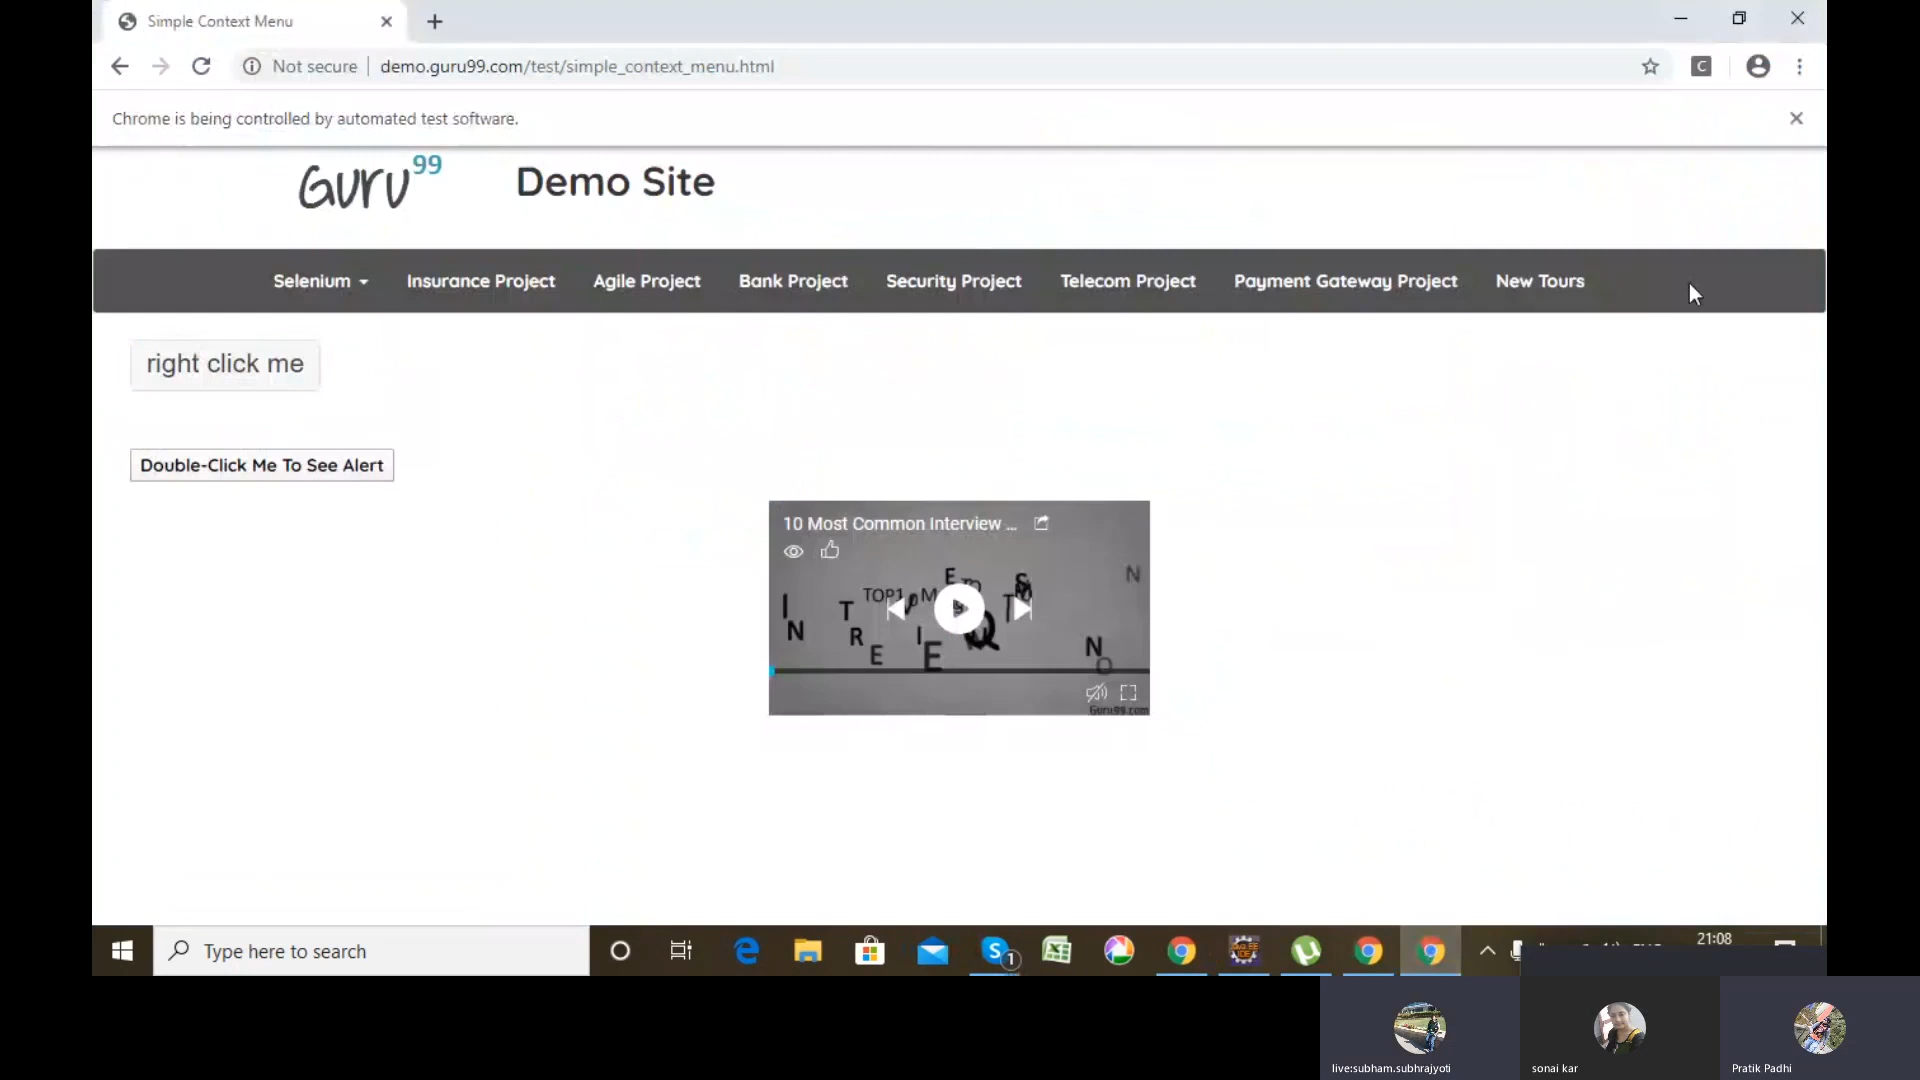 Simple Context Menu
Not secure demo.guru99.com/test/simple_context_menu.html
C
Chrome is being controlled by automated test software.
Guru99 Demo Site
Selenium Insurance Project Agile Project Bank Project Security Project Telecom Project Payment Gateway Project New Tours
right click me
Double-Click Me To See Alert
10 Most Common Interview ...
TOP1
Guru99.com
Type here to search
1
21:08
live:subham.subhrajyoti
sonai kar
Pratik Padhi